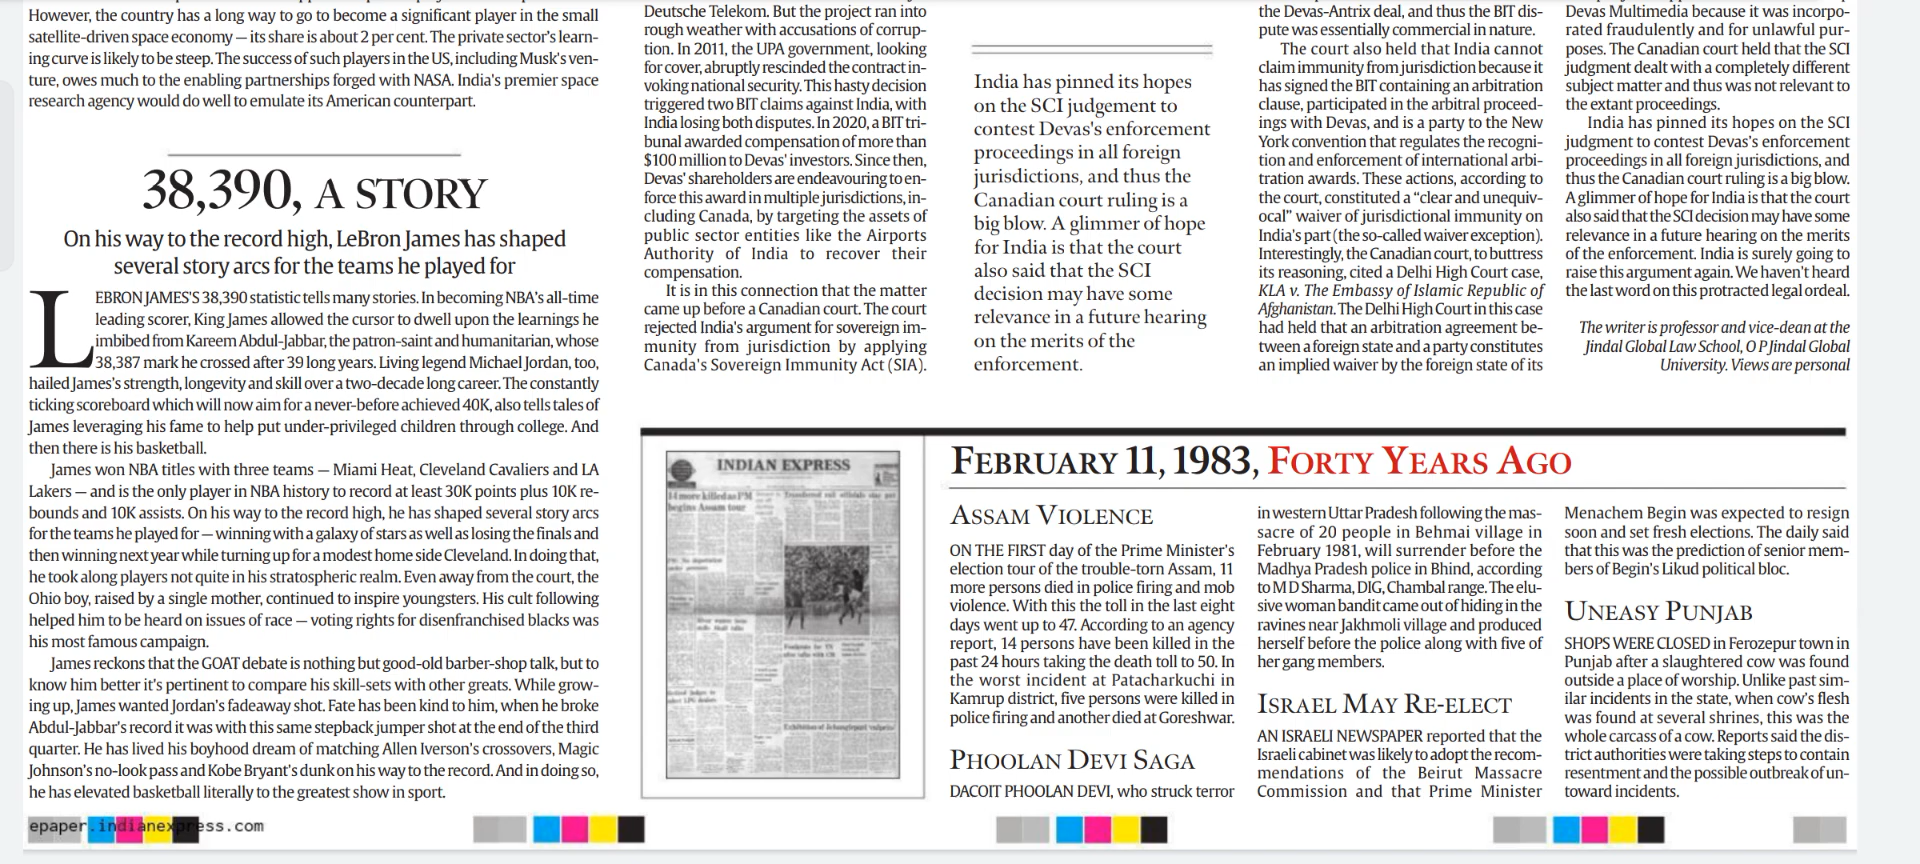 However, the country has a long way to go to become a significant player in the small
satellite-driven space economy — its share is about 2 per cent. The private sector's learn-
ing curve is likely to be steep. The success of such players in the US, including Musk's ven-
ture, owes much to the enabling partnerships forged with NASA. India's premier space
research agency would do well to emulate its American counterpart.
38,390, A STORY
On his way to the record high, LeBron James has shaped
several story arcs for the teams he played for
LEBRON JAMES'S 38,390 statistic tells many stories. In becoming NBA's all-time
leading scorer, King James allowed the cursor to dwell upon the learnings he
imbibed from Kareem Abdul-Jabbar, the patron-saint and humanitarian, whose
38,387 mark he crossed after 39 long years. Living legend Michael Jordan, too,
hailed James's strength, longevity and skill over a two-decade long career. The constantly
ticking scoreboard which will now aim for a never-before achieved 40K, also tells tales of
James leveraging his fame to help put under-privileged children through college. And
then there is his basketball.
James won NBA titles with three teams — Miami Heat, Cleveland Cavaliers and LA
Lakers — and is the only player in NBA history to record at least 30K points plus 10K re-
bounds and 10K assists. On his way to the record high, he has shaped several story arcs
for the teams he played for — winning with a galaxy of stars as well as losing the finals and
then winning next year while turning up for a modest home side Cleveland. In doing that,
he took along players not quite in his stratospheric realm. Even away from the court, the
Ohio boy, raised by a single mother, continued to inspire youngsters. His cult following
helped him to be heard on issues of race — voting rights for disenfranchised blacks was
his most famous campaign.
James reckons that the GOAT debate is nothing but good-old barber-shop talk, but to
know him better it's pertinent to compare his skill-sets with other greats. While grow-
ing up, James wanted Jordan's fadeaway shot. Fate has been kind to him, when he broke
Abdul-Jabbar's record it was with this same stepback jumper shot at the end of the third
quarter. He has lived his boyhood dream of matching Allen Iverson's crossovers, Magic
Johnson's no-look pass and Kobe Bryant's dunk on his way to the record. And in doing so,
he has elevated basketball literally to the greatest show in sport.
Deutsche Telekom. But the project ran into
rough weather with accusations of corrup-
tion. In 2011, the UPA government, looking
for cover, abruptly rescinded the contract in-
voking national security. This hasty decision
triggered two BIT claims against India, with
India losing both disputes. In 2020, a BIT tri-
bunal awarded compensation of more than
$100 million to Devas' investors. Since then,
Devas' shareholders are endeavouring to en-
force this award in multiple jurisdictions, in-
cluding Canada, by targeting the assets of
public sector entities like the Airports
Authority of India to recover their
compensation.
It is in this connection that the matter
came up before a Canadian court. The court
rejected India's argument for sovereign im-
munity from jurisdiction by applying
Canada's Sovereign Immunity Act (SIA).
India has pinned its hopes
on the SCI judgement to
contest Devas's enforcement
proceedings in all foreign
jurisdictions, and thus the
Canadian court ruling is a
big blow. A glimmer of hope
for India is that the court
also said that the SCI
decision may have some
relevance in a future hearing
on the merits of the
enforcement.
the Devas-Antrix deal, and thus the BIT dis-
pute was essentially commercial in nature.
The court also held that India cannot
claim immunity from jurisdiction because it
has signed the BIT containing an arbitration
clause, participated in the arbitral proceed-
ings with Devas, and is a party to the New
York convention that regulates the recogni-
tion and enforcement of international arbi-
tration awards. These actions, according to
the court, constituted a “clear and unequiv-
ocal” waiver of jurisdictional immunity on
India's part (the so-called waiver exception).
Interestingly, the Canadian court, to buttress
its reasoning, cited a Delhi High Court case,
KLA v. The Embassy of Islamic Republic of
Afghanistan. The Delhi High Court in this case
had held that an arbitration agreement be-
tween a foreign state and a party constitutes
an implied waiver by the foreign state of its
Devas Multimedia because it was incorpo-
rated fraudulently and for unlawful pur-
poses. The Canadian court held that the SCI
judgment dealt with a completely different
subject matter and thus was not relevant to
the extant proceedings.
India has pinned its hopes on the SCI
judgment to contest Devas's enforcement
proceedings in all foreign jurisdictions, and
thus the Canadian court ruling is a big blow.
A glimmer of hope for India is that the court
also said that the SCI decision may have some
relevance in a future hearing on the merits
of the enforcement. India is surely going to
raise this argument again. We haven't heard
the last word on this protracted legal ordeal.
The writer is professor and vice-dean at the
Jindal Global Law School, O P Jindal Global
University. Views are personal
INDIAN EXPRESS
14 more killed as PM
begins Assam tour
FEBRUARY 11, 1983, FORTY YEARS AGO
ASSAM VIOLENCE
ON THE FIRST day of the Prime Minister's
election tour of the trouble-torn Assam, 11
more persons died in police firing and mob
violence. With this the toll in the last eight
days went up to 47. According to an agency
report, 14 persons have been killed in the
past 24 hours taking the death toll to 50. In
the worst incident at Patacharkuchi in
Kamrup district, five persons were killed in
police firing and another died at Goreshwar.
PHOOLAN DEVI SAGA
DACOIT PHOOLAN DEVI, who struck terror
in western Uttar Pradesh following the mas-
sacre of 20 people in Behmai village in
February 1981, will surrender before the
Madhya Pradesh police in Bhind, according
to M D Sharma, DIG, Chambal range. The elu-
sive woman bandit came out of hiding in the
ravines near Jakhmoli village and produced
herself before the police along with five of
her gang members.
ISRAEL MAY RE-ELECT
AN ISRAELI NEWSPAPER reported that the
Israeli cabinet was likely to adopt the recom-
mendations of the Beirut Massacre
Commission and that Prime Minister
Menachem Begin was expected to resign
soon and set fresh elections. The daily said
that this was the prediction of senior mem-
bers of Begin's Likud political bloc.
UNEASY PUNJAB
SHOPS WERE CLOSED in Ferozepur town in
Punjab after a slaughtered cow was found
outside a place of worship. Unlike past sim-
ilar incidents in the state, when cow's flesh
was found at several shrines, this was the
whole carcass of a cow. Reports said the dis-
trict authorities were taking steps to contain
resentment and the possible outbreak of un-
toward incidents.
epaper.indianexpress.com